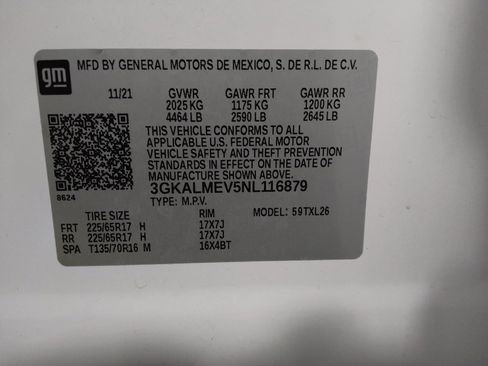 gm
MFD BY GENERAL MOTORS DE MEXICO, S. DE R.L. DE C.V.
11/21 GVWR GAWR FRT GAWR RR
2025 KG 1175 KG 1200 KG
4464 LB 2590 LB 2645 LB
THIS VEHICLE CONFORMS TO ALL
APPLICABLE U.S. FEDERAL MOTOR
VEHICLE SAFETY AND THEFT PREVENTION
STANDARDS IN EFFECT ON THE DATE OF
MANUFACTURE SHOWN ABOVE.
3GKALMEV5NL116879
8624
TYPE: M.P.V.
TIRE SIZE RIM MODEL: 59TXL26
FRT 225/65R17 H 17X7J
RR 225/65R17 H 17X7J
SPA T135/70R16 M 16X4BT